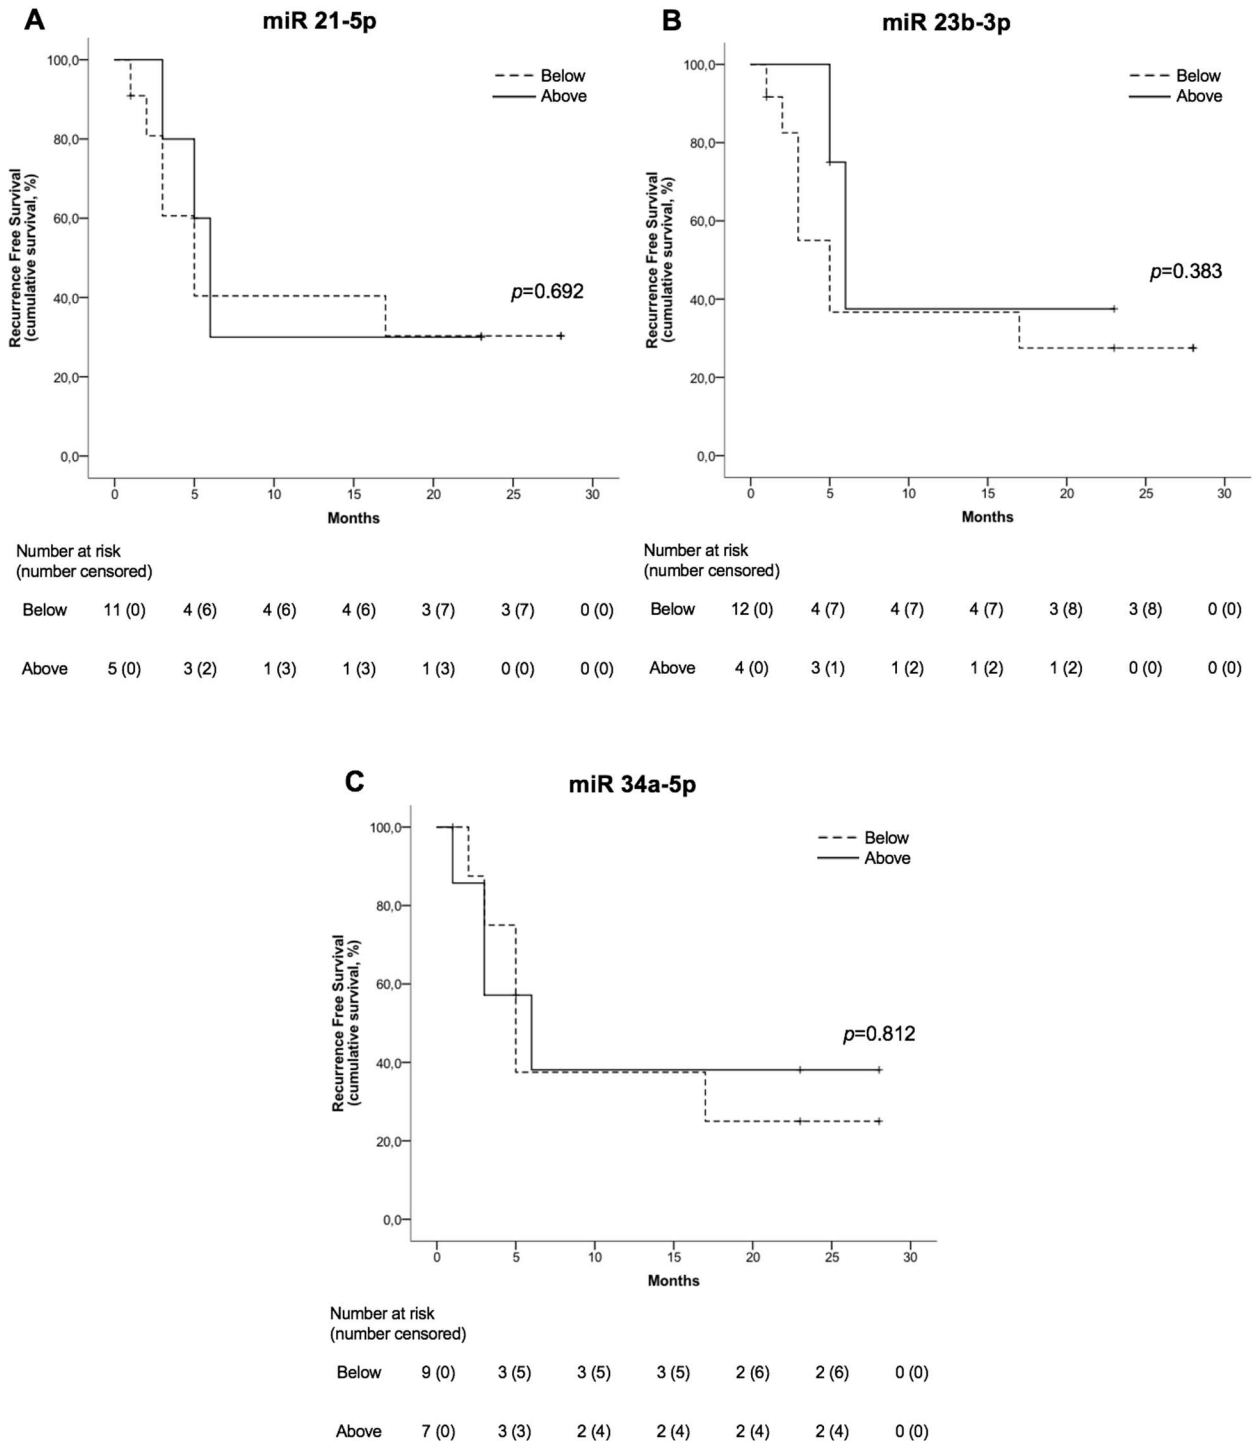 A
miR 21-5p
100,0
80,0
60,0
40,0
20,0
0,0
Recurrence Free Survival
(cumulative survival, %)
Below
Above
p=0.692
0 5 10 15 20 25 30
Months
Number at risk
(number censored)
Below 11 (0) 4 (6) 4 (6) 4 (6) 3 (7) 3 (7) 0 (0)
Above 5 (0) 3 (2) 1 (3) 1 (3) 1 (3) 0 (0) 0 (0)
B
miR 23b-3p
100,0
80,0
60,0
40,0
20,0
0,0
Recurrence Free Survival
(cumulative survival, %)
Below
Above
p=0.383
0 5 10 15 20 25 30
Months
Number at risk
(number censored)
Below 12 (0) 4 (7) 4 (7) 4 (7) 3 (8) 3 (8) 0 (0)
Above 4 (0) 3 (1) 1 (2) 1 (2) 1 (2) 0 (0) 0 (0)
C
miR 34a-5p
100,0
80,0
60,0
40,0
20,0
0,0
Recurrence Free Survival
(cumulative survival, %)
Below
Above
p=0.812
0 5 10 15 20 25 30
Months
Number at risk
(number censored)
Below 9 (0) 3 (5) 3 (5) 3 (5) 2 (6) 2 (6) 0 (0)
Above 7 (0) 3 (3) 2 (4) 2 (4) 2 (4) 2 (4) 0 (0)